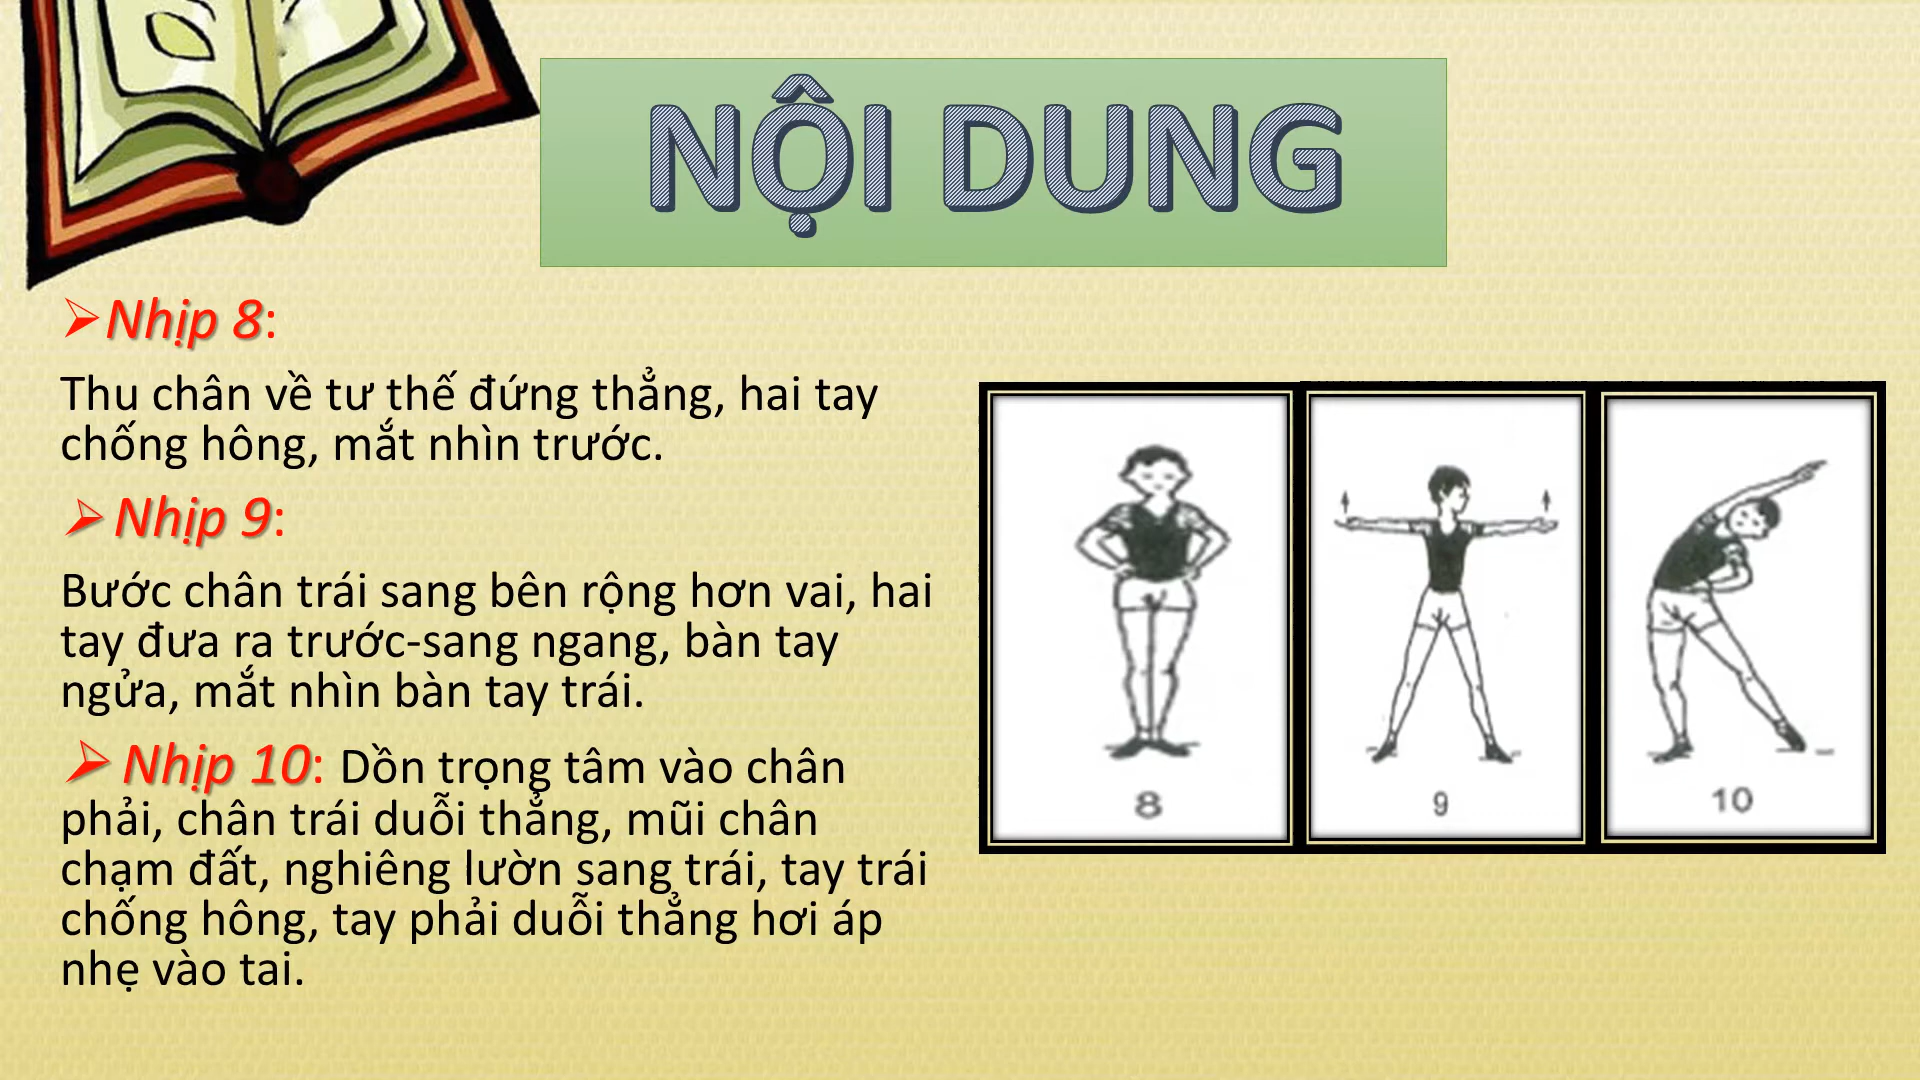 NỘI DUNG
➢Nhịp 8:
Thu chân về tư thế đứng thẳng, hai tay
chống hông, mắt nhìn trước.
➢ Nhịp 9:
Bước chân trái sang bên rộng hơn vai, hai
tay đưa ra trước-sang ngang, bàn tay
ngửa, mắt nhìn bàn tay trái.
➢ Nhịp 10: Dồn trọng tâm vào chân
phải, chân trái duỗi thẳng, mũi chân
chạm đất, nghiêng lườn sang trái, tay trái
chống hông, tay phải duỗi thẳng hơi áp
nhẹ vào tai.
8
9
10